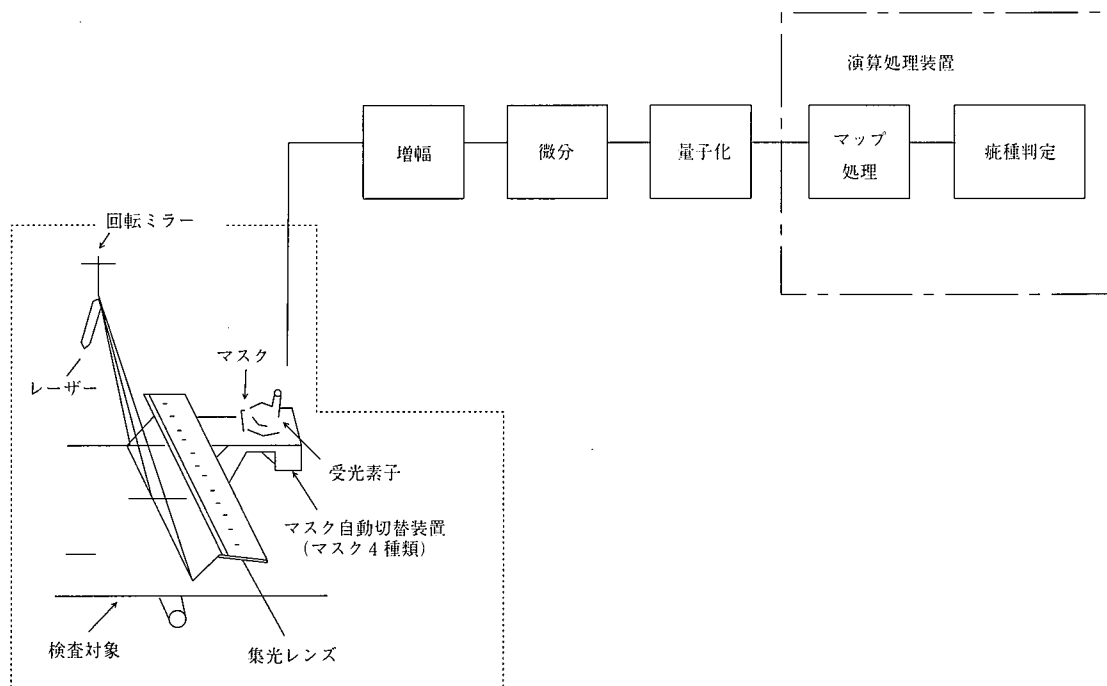 演算処理装置
増幅
微分
量子化
マップ
処理
疵種判定
回転ミラー
マスク
レーザー
受光素子
マスク自動切替装置
(マスク4種類)
検査対象
集光レンズ